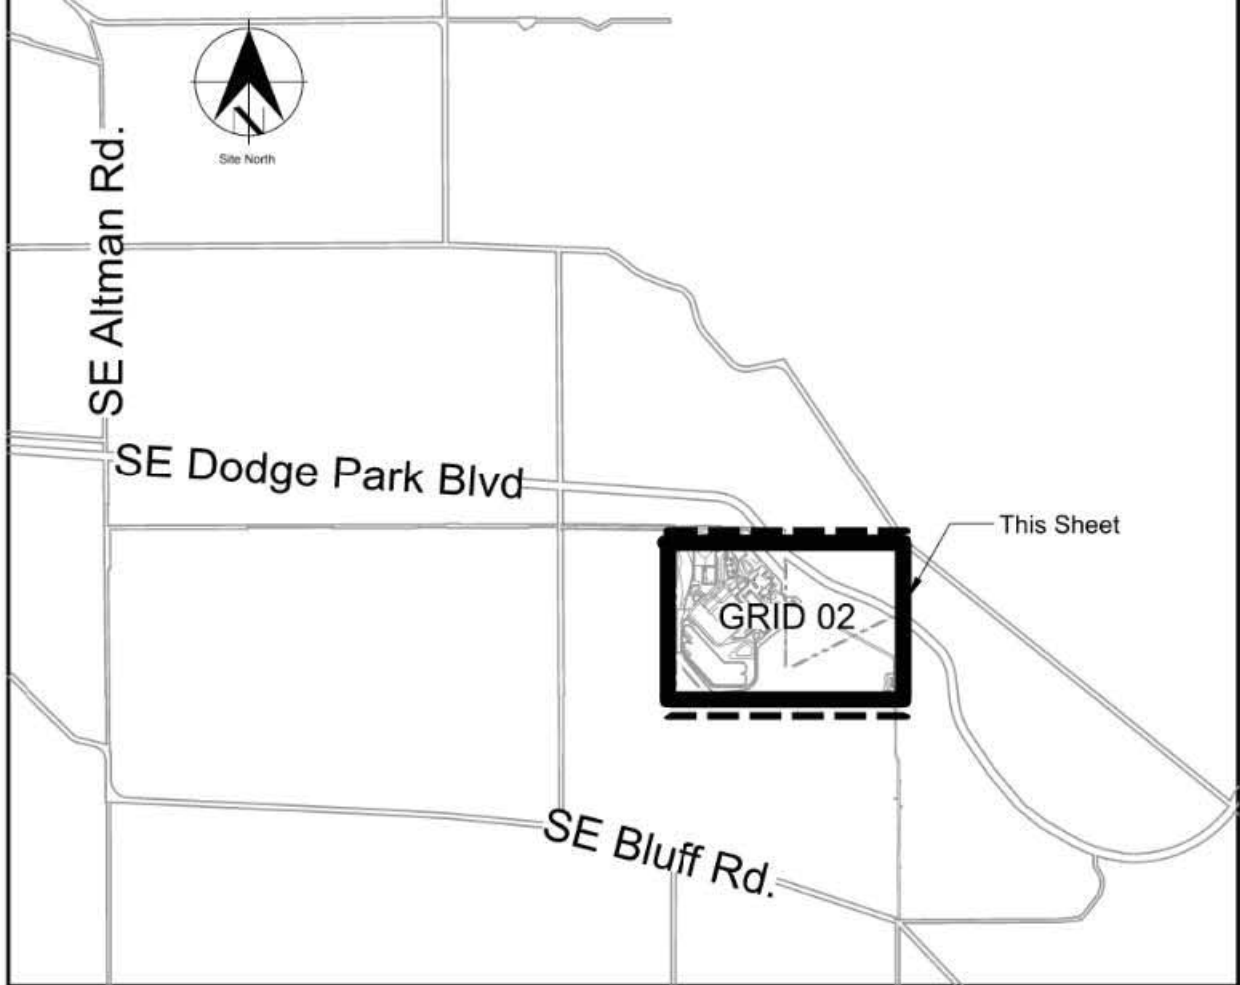 N
Site North
SE Altman Rd.
SE Dodge Park Blvd
This Sheet
GRID 02
SE Bluff Rd.